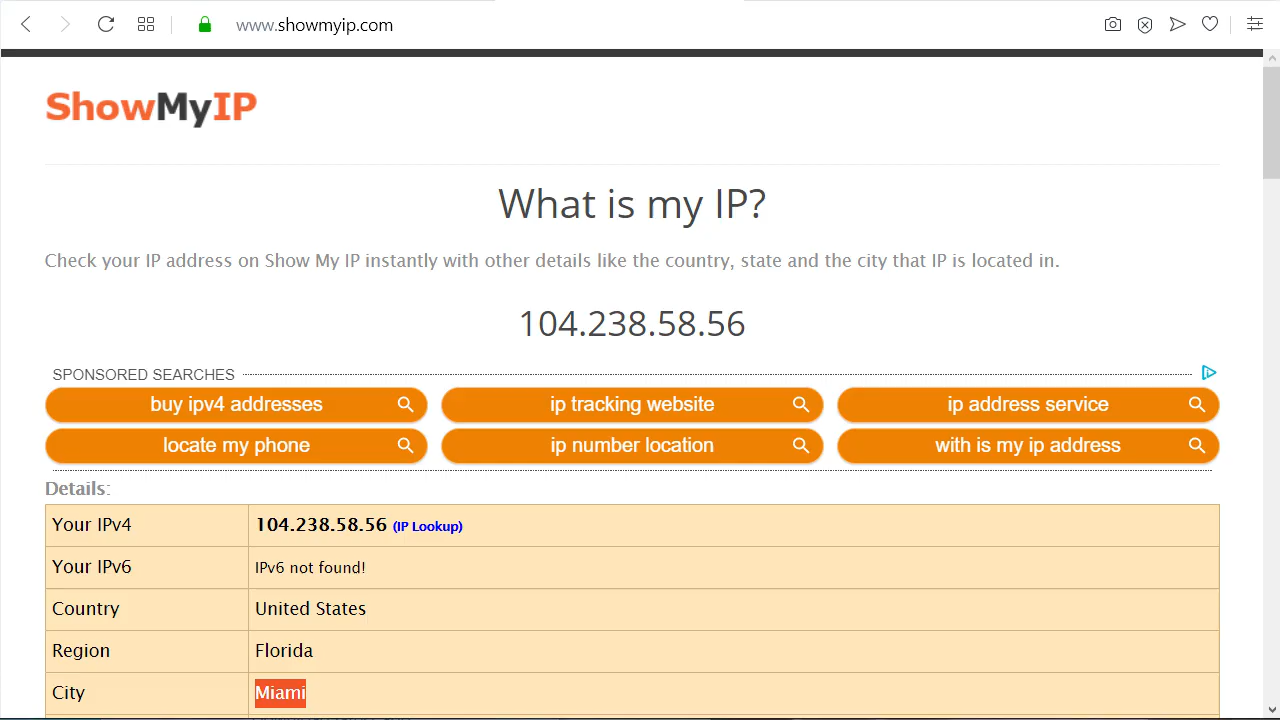 www.showmyip.com
ShowMyIP
What is my IP?
Check your IP address on Show My IP instantly with other details like the country, state and the city that IP is located in.
104.238.58.56
SPONSORED SEARCHES
buy ipv4 addresses
ip tracking website
ip address service
locate my phone
ip number location
with is my ip address
Details:
Your IPv4 104.238.58.56 (IP Lookup)
Your IPv6 IPv6 not found!
Country United States
Region Florida
City Miami